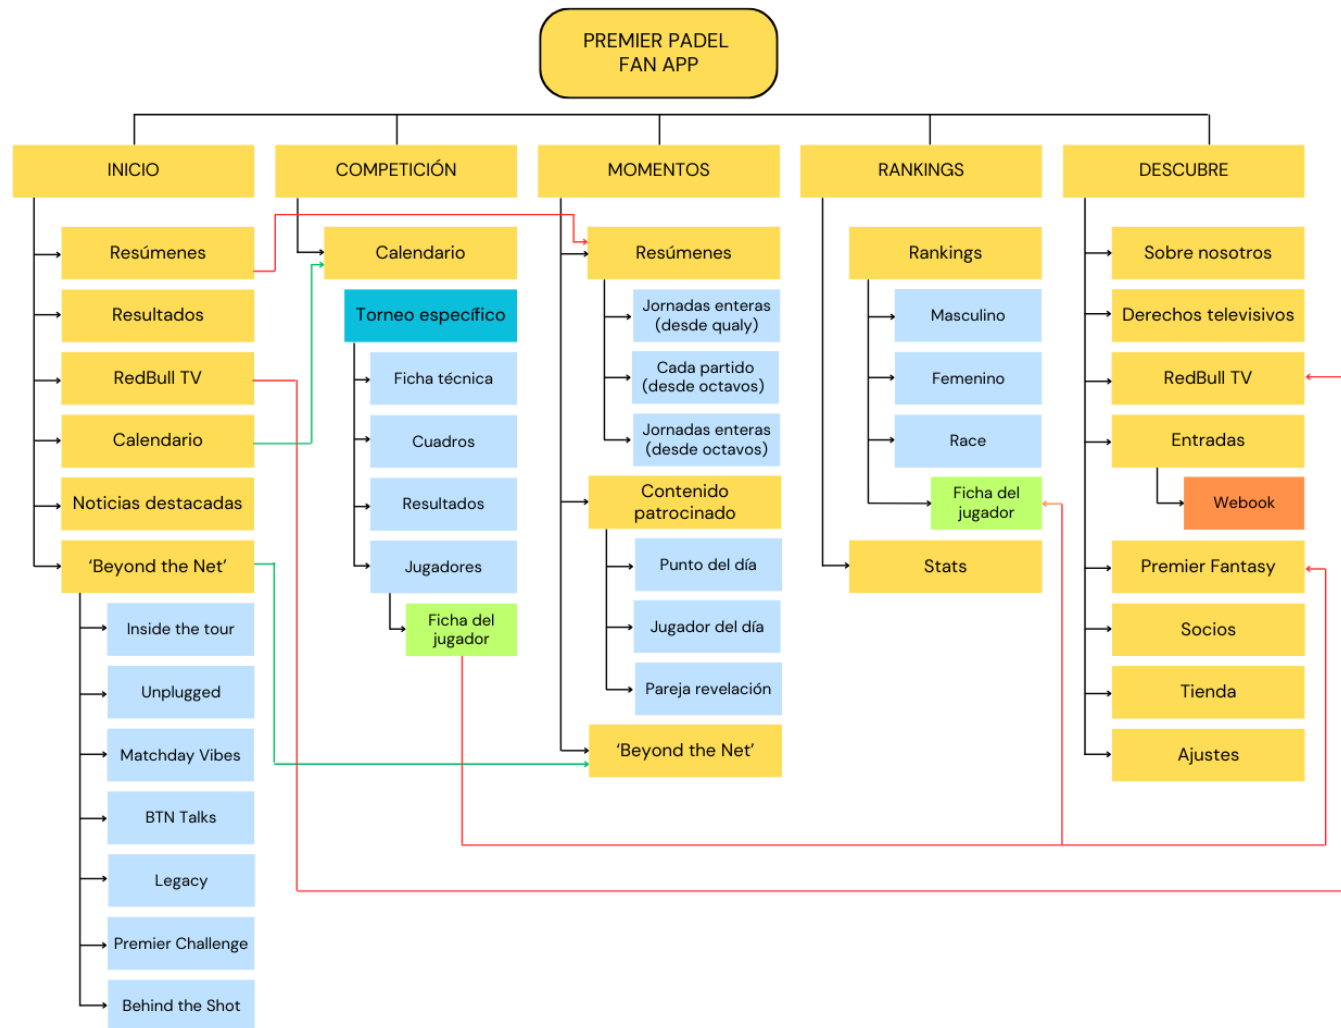 PREMIER PADEL
FAN APP
INICIO
Resúmenes
Resultados
RedBull TV
Calendario
Noticias destacadas
‘Beyond the Net’
Inside the tour
Unplugged
Matchday Vibes
BTN Talks
Legacy
Premier Challenge
Behind the Shot
COMPETICIÓN
Calendario
Torneo específico
Ficha técnica
Cuadros
Resultados
Jugadores
Ficha del
jugador
MOMENTOS
Resúmenes
Jornadas enteras
(desde qualy)
Cada partido
(desde octavos)
Jornadas enteras
(desde octavos)
Contenido
patrocinado
Punto del día
Jugador del día
Pareja revelación
‘Beyond the Net’
RANKINGS
Rankings
Masculino
Femenino
Race
Ficha del
jugador
Stats
DESCUBRE
Sobre nosotros
Derechos televisivos
RedBull TV
Entradas
Webook
Premier Fantasy
Socios
Tienda
Ajustes